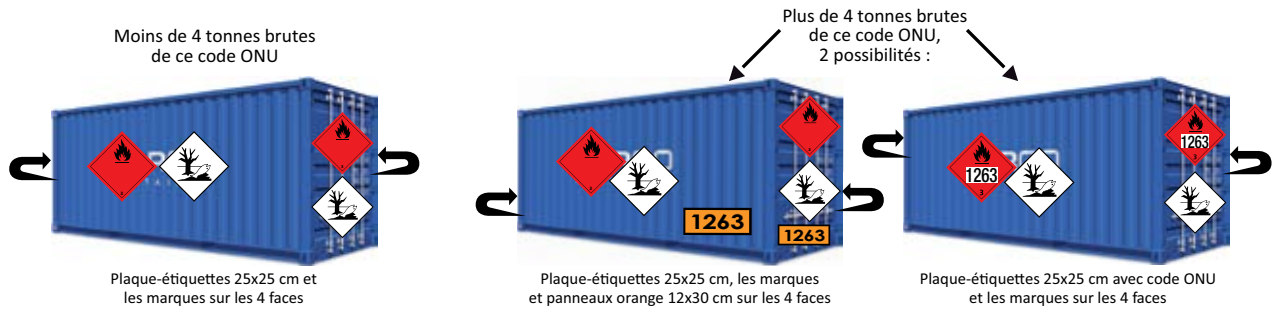 Moins de 4 tonnes brutes
de ce code ONU
Plus de 4 tonnes brutes
de ce code ONU,
2 possibilités :
3
3
1263
1263
1263
3
1263
Plaque-étiquettes 25x25 cm et
les marques sur les 4 faces
Plaque-étiquettes 25x25 cm, les marques
et panneaux orange 12x30 cm sur les 4 faces
Plaque-étiquettes 25x25 cm avec code ONU
et les marques sur les 4 faces